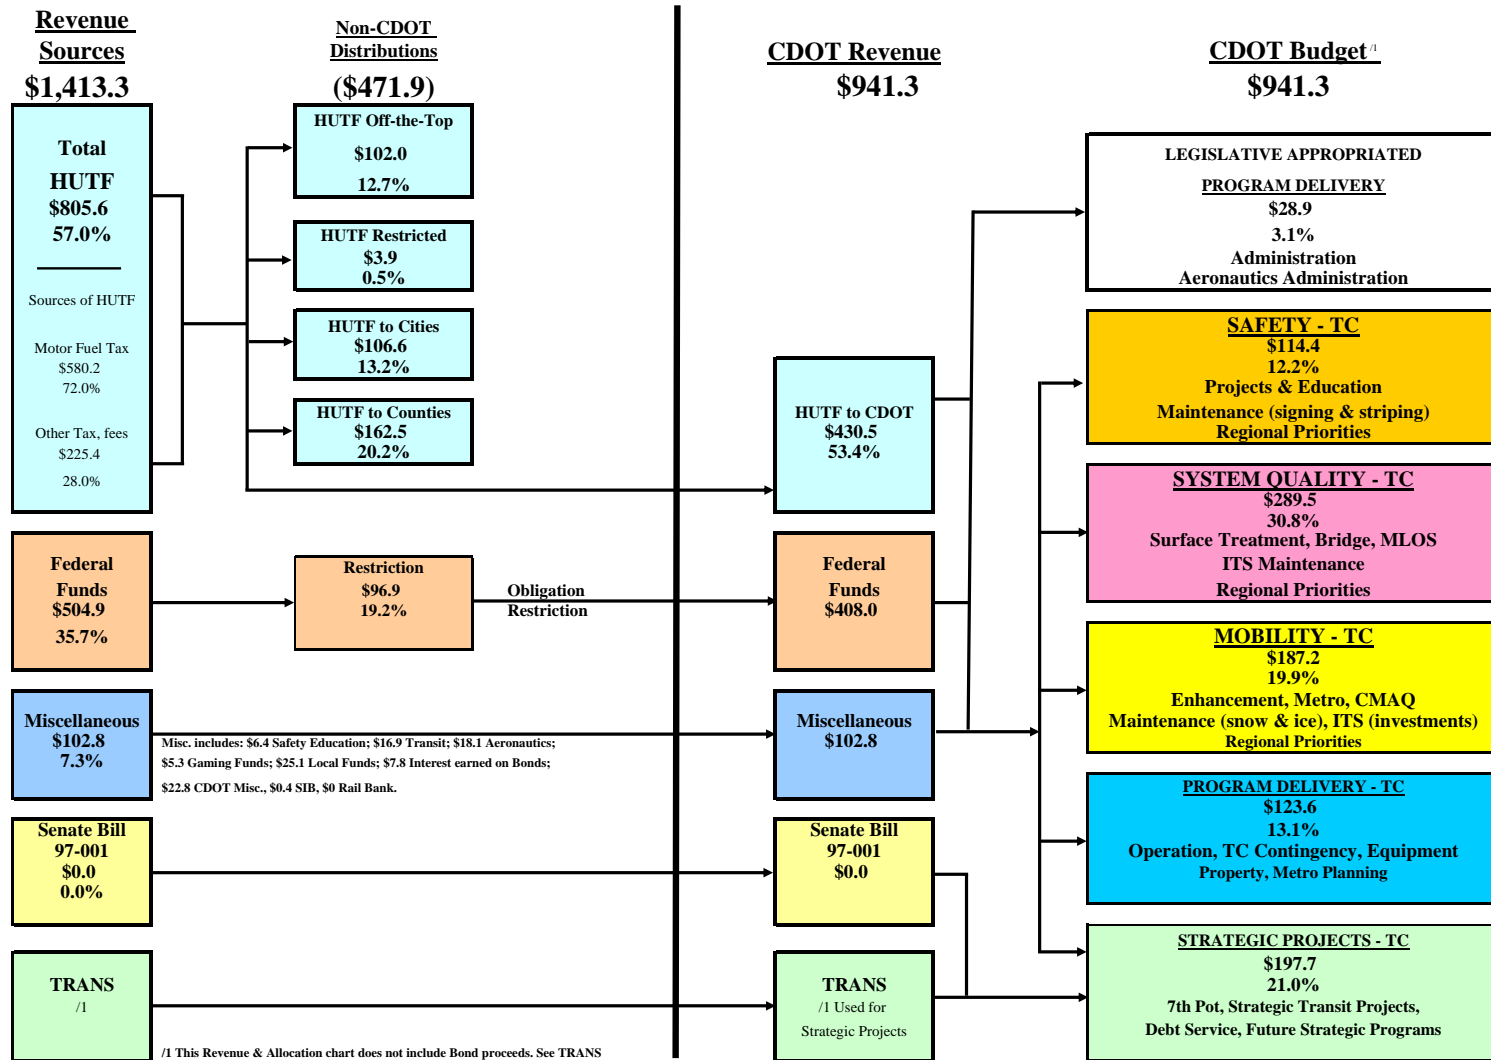 Revenue
Sources
$1,413.3
Total
HUTF
$805.6
57.0%
Sources of HUTF
Motor Fuel Tax
$580.2
72.0%
Other Tax, fees
$225.4
28.0%
Federal
Funds
$504.9
35.7%
Miscellaneous
$102.8
7.3%
Senate Bill
97-001
$0.0
0.0%
TRANS
/1
Non-CDOT
Distributions
($471.9)
HUTF Off-the-Top
$102.0
12.7%
HUTF Restricted
$3.9
0.5%
HUTF to Cities
$106.6
13.2%
HUTF to Counties
$162.5
20.2%
Restriction
$96.9
19.2%
Obligation
Restriction
Misc. includes: $6.4 Safety Education; $16.9 Transit; $18.1 Aeronautics;
$5.3 Gaming Funds; $25.1 Local Funds; $7.8 Interest earned on Bonds;
$22.8 CDOT Misc., $0.4 SIB, $0 Rail Bank.
/1 This Revenue & Allocation chart does not include Bond proceeds. See TRANS
CDOT Revenue
$941.3
HUTF to CDOT
$430.5
53.4%
Federal
Funds
$408.0
Miscellaneous
$102.8
Senate Bill
97-001
$0.0
TRANS
/1 Used for
Strategic Projects
CDOT Budget /1
$941.3
LEGISLATIVE APPROPRIATED
PROGRAM DELIVERY
$28.9
3.1%
Administration
Aeronautics Administration
SAFETY - TC
$114.4
12.2%
Projects & Education
Maintenance (signing & striping)
Regional Priorities
SYSTEM QUALITY - TC
$289.5
30.8%
Surface Treatment, Bridge, MLOS
ITS Maintenance
Regional Priorities
MOBILITY - TC
$187.2
19.9%
Enhancement, Metro, CMAQ
Maintenance (snow & ice), ITS (investments)
Regional Priorities
PROGRAM DELIVERY - TC
$123.6
13.1%
Operation, TC Contingency, Equipment
Property, Metro Planning
STRATEGIC PROJECTS - TC
$197.7
21.0%
7th Pot, Strategic Transit Projects,
Debt Service, Future Strategic Programs